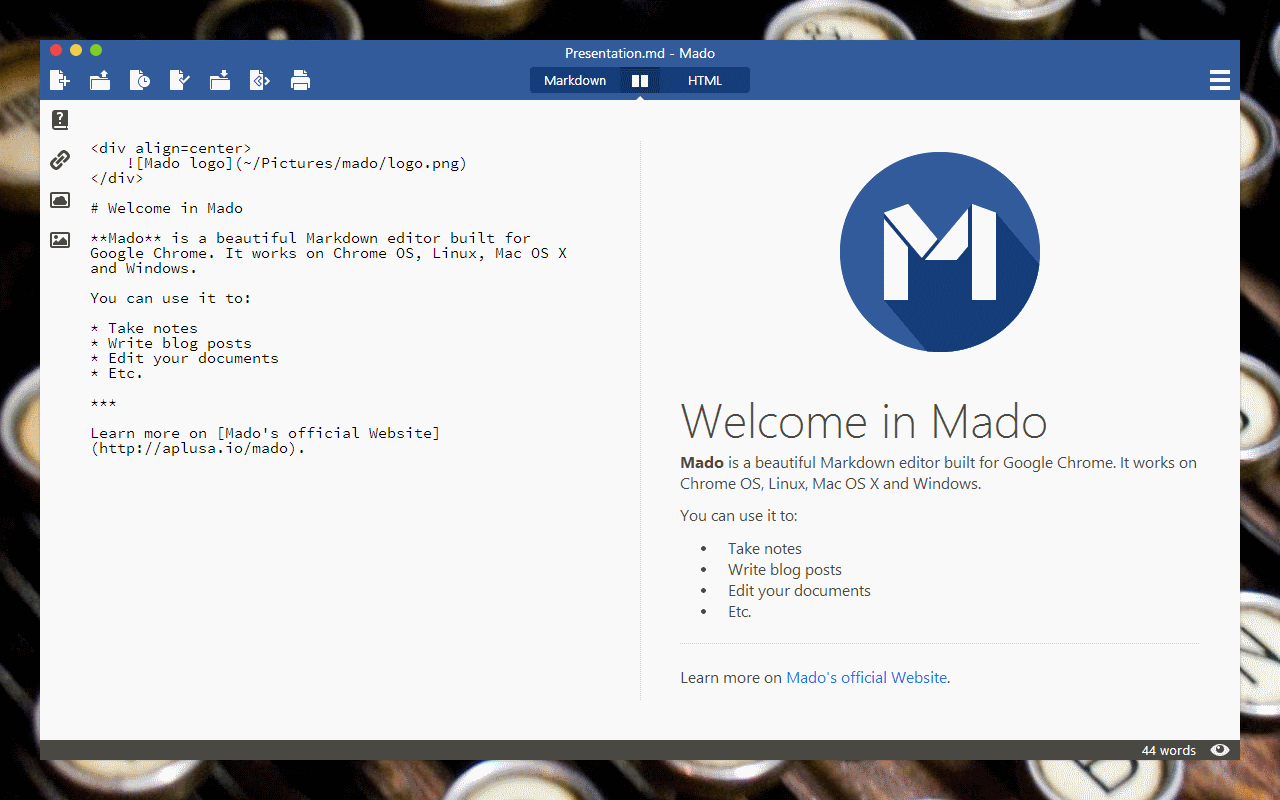 Presentation.md - Mado
Markdown
HTML
<div align=center>
![Mado logo](~/Pictures/mado/logo.png)
</div>
# Welcome in Mado
**Mado** is a beautiful Markdown editor built for
Google Chrome. It works on Chrome OS, Linux, Mac OS X
and Windows.
You can use it to:
* Take notes
* Write blog posts
* Edit your documents
* Etc.
***
Learn more on [Mado's official Website]
(http://aplusa.io/mado).
M
Welcome in Mado
Mado is a beautiful Markdown editor built for Google Chrome. It works on
Chrome OS, Linux, Mac OS X and Windows.
You can use it to:
• Take notes
• Write blog posts
• Edit your documents
• Etc.
Learn more on Mado's official Website.
44 words
B